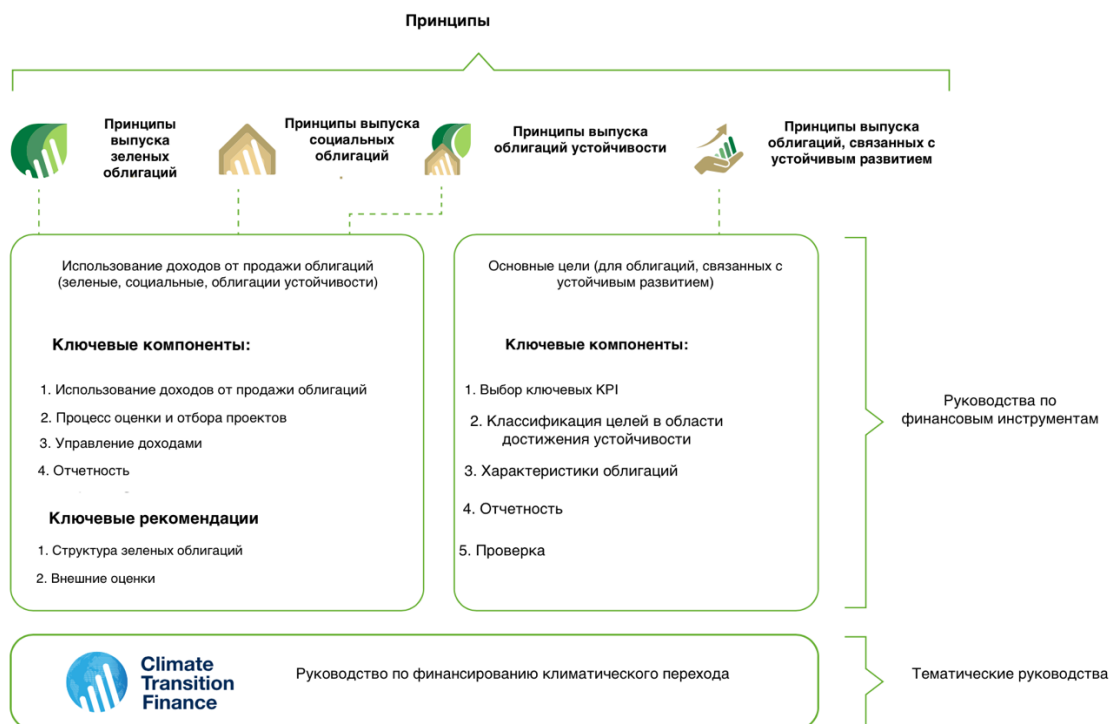 Принципы
Принципы
выпуска
зеленых
облигаций
Принципы выпуска
социальных
облигаций
Принципы выпуска
облигаций устойчивости
Принципы выпуска
облигаций, связанных с
устойчивым развитием
Использование доходов от продажи облигаций
(зеленые, социальные, облигации устойчивости)
Ключевые компоненты:
1. Использование доходов от продажи облигаций
2. Процесс оценки и отбора проектов
3. Управление доходами
4. Отчетность
Ключевые рекомендации
1. Структура зеленых облигаций
2. Внешние оценки
Основные цели (для облигаций, связанных с
устойчивым развитием)
Ключевые компоненты:
1. Выбор ключевых KPI
2. Классификация целей в области
достижения устойчивости
3. Характеристики облигаций
4. Отчетность
5. Проверка
Руководства по
финансовым инструментам
Climate
Transition
Finance
Руководство по финансированию климатического перехода
Тематические руководства